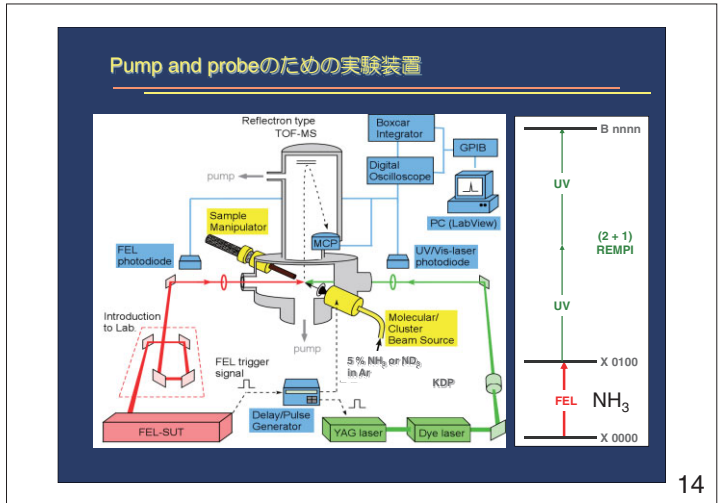 Pump and probeのための実験装置
Reflectron type
TOF-MS
Boxcar
Integrator
GPIB
Digital
Oscilloscope
pump
PC (LabView)
Sample
Manipulator
MCP
FEL
photodiode
UV/Vis-laser
photodiode
Introduction
to Lab.
Molecular/
Cluster
Beam Source
pump
FEL trigger
signal
5 % NH₃ or ND₃
in Ar
KDP
Delay/Pulse
Generator
FEL-SUT
YAG laser
Dye laser
B nnnn
UV
(2 + 1)
REMPI
UV
X 0100
FEL
NH₃
X 0000
14